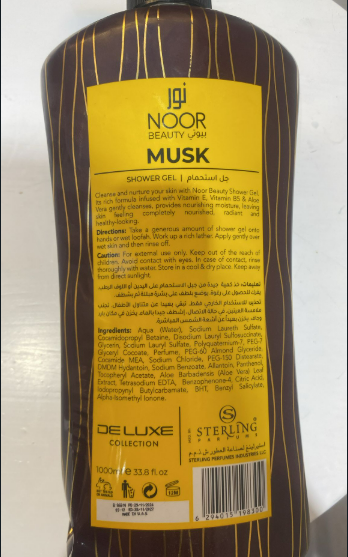 نور
NOOR
BEAUTY بيوتي
MUSK
SHOWER GEL | جل استحمام
Cleanse and nurture your skin with Noor Beauty Shower Gel,
its rich formula infused with Vitamin E, Vitamin B5 & Aloe
Vera gently cleanses, provides nourishing moisture, leaving
skin feeling completely nourished, radiant and
healthy-looking.
Directions: Take a generous amount of shower gel onto
hands or wet loofah. Work up a rich lather. Apply gently over
wet skin and then rinse off.
Caution: For external use only. Keep out of the reach of
children. Avoid contact with eyes. In case of contact, rinse
thoroughly with water. Store in a cool & dry place. Keep away
from direct sunlight.
Ingredients: Aqua (Water), Sodium Laureth Sulfate,
Cocamidopropyl Betaine, Disodium Lauryl Sulfosuccinate,
Glycerin, Sodium Lauryl Sulfate, Polyquaternium-7, PEG-7
Glyceryl Cocoate, Perfume, PEG-60 Almond Glycerides,
Cocamide MEA, Sodium Chloride, PEG-150 Distearate,
DMDM Hydantoin, Sodium Benzoate, Allantoin, Panthenol,
Tocopheryl Acetate, Aloe Barbadensis (Aloe Vera) Leaf
Extract, Tetrasodium EDTA, Benzophenone-4, Citric Acid,
Iodopropynyl Butylcarbamate, BHT, Benzyl Salicylate,
Alpha-Isomethyl Ionone.
DE LUXE
COLLECTION
S
STERLING
PARFUMS
STERLING PERFUMES INDUSTRIES LLC
1000ml ℮ 33.8 fl.oz
12M
6 294015 198350